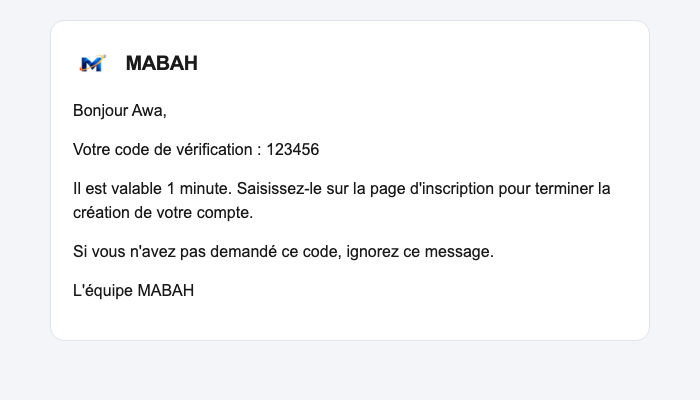 MABAH
Bonjour Awa,
Votre code de vérification : 123456
Il est valable 1 minute. Saisissez-le sur la page d'inscription pour terminer la
création de votre compte.
Si vous n'avez pas demandé ce code, ignorez ce message.
L'équipe MABAH